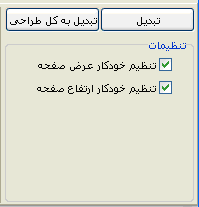 تبدیل
تبدیل به کل طراحی
تنظیمات
تنظیم خودکار عرض صفحه
تنظیم خودکار ارتفاع صفحه